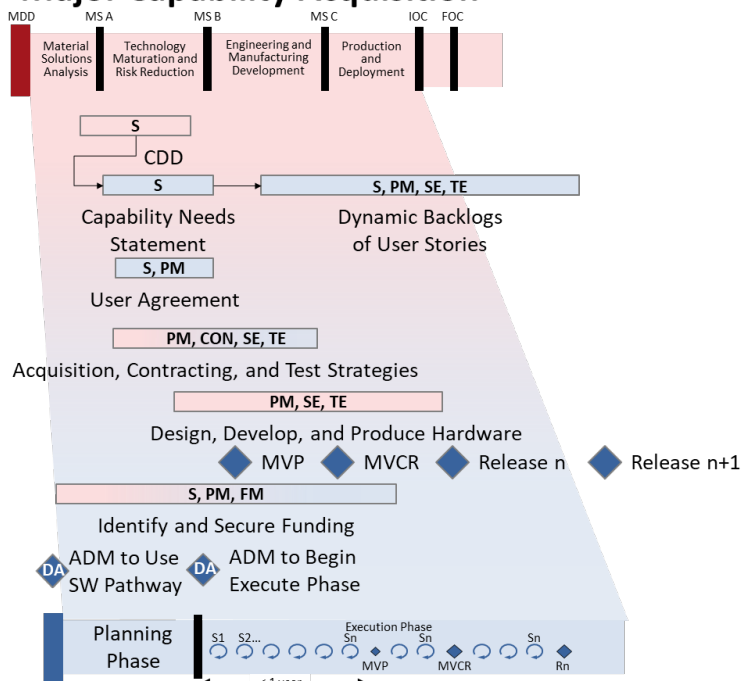 MDD MS A MS B MS C IOC FOC
Material Solutions Analysis
Technology Maturation and Risk Reduction
Engineering and Manufacturing Development
Production and Deployment
S
CDD
S
S, PM, SE, TE
Capability Needs Statement
Dynamic Backlogs of User Stories
S, PM
User Agreement
PM, CON, SE, TE
Acquisition, Contracting, and Test Strategies
PM, SE, TE
Design, Develop, and Produce Hardware
MVP MVCR Release n Release n+1
S, PM, FM
Identify and Secure Funding
DA ADM to Use SW Pathway
DA ADM to Begin Execute Phase
Planning Phase
Execution Phase
S1 S2... Sn Sn Sn
MVP MVCR Rn